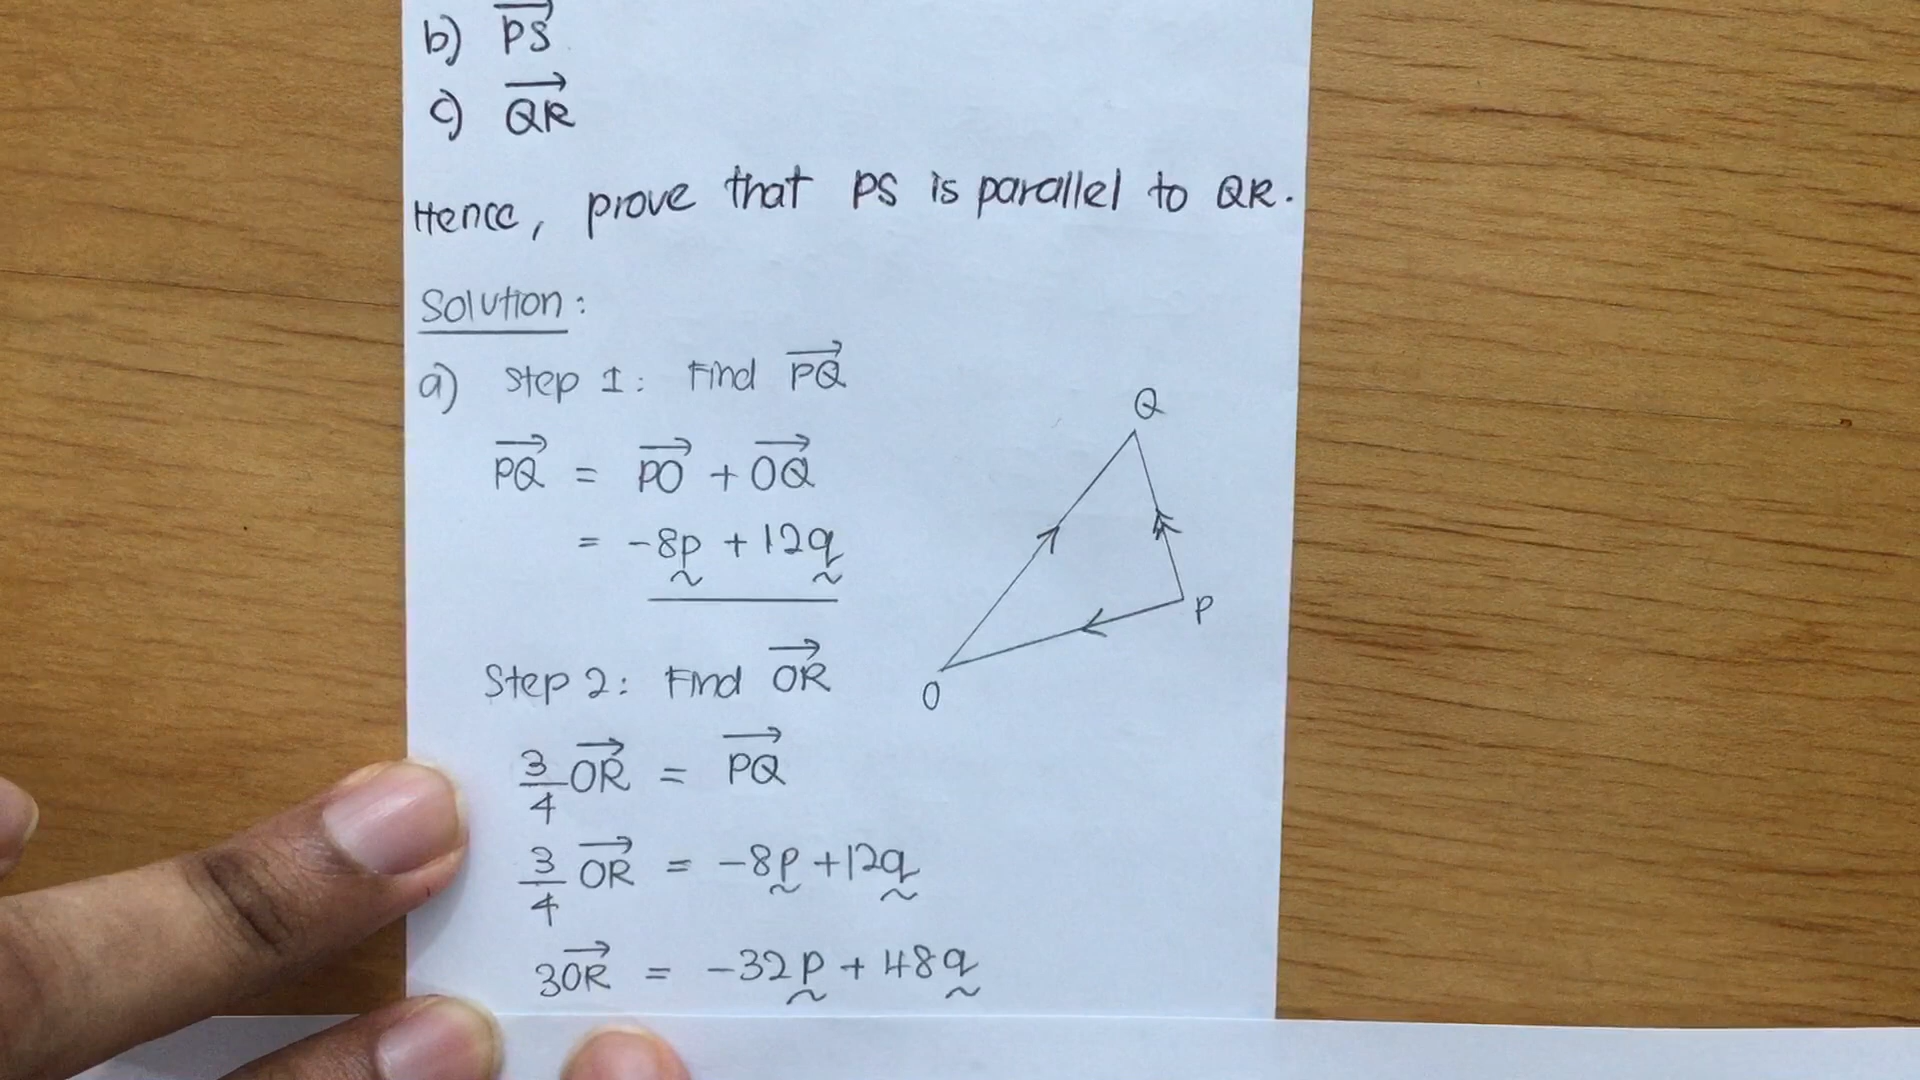 b) PS
c) QR
Hence, prove that PS is parallel to QR.
Solution:
a) Step 1: Find PQ
PQ = PO + OQ
= -8p + 12q
Step 2: Find OR
3/4 OR = PQ
3/4 OR = -8p + 12q
3OR = -32p + 48q
Q
P
O